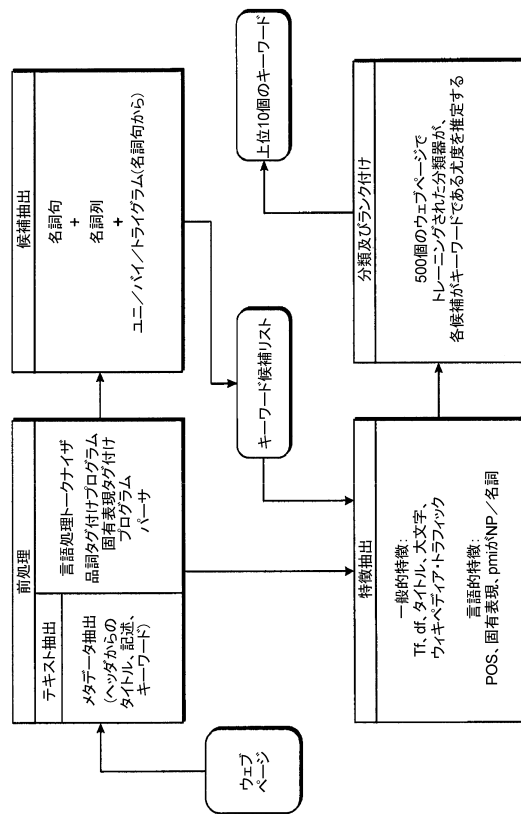 ウェブ
ページ
前処理
テキスト抽出
メタデータ抽出
(ヘッダからの
タイトル、記述、
キーワード)
言語処理トークナイザ
品詞タグ付けプログラム
固有表現タグ付け
プログラム
パーサ
候補抽出
名詞句
+
名詞列
+
ユニ/バイ/トライグラム(名詞句から)
キーワード候補リスト
特徴抽出
一般的特徴:
Tf、df、タイトル、大文字、
ウィキペディア・トラフィック
言語的特徴:
POS、固有表現、pmiがNP/名詞
分類及びランク付け
500個のウェブページで
トレーニングされた分類器が、
各候補がキーワードである尤度を推定する
上位10個のキーワード